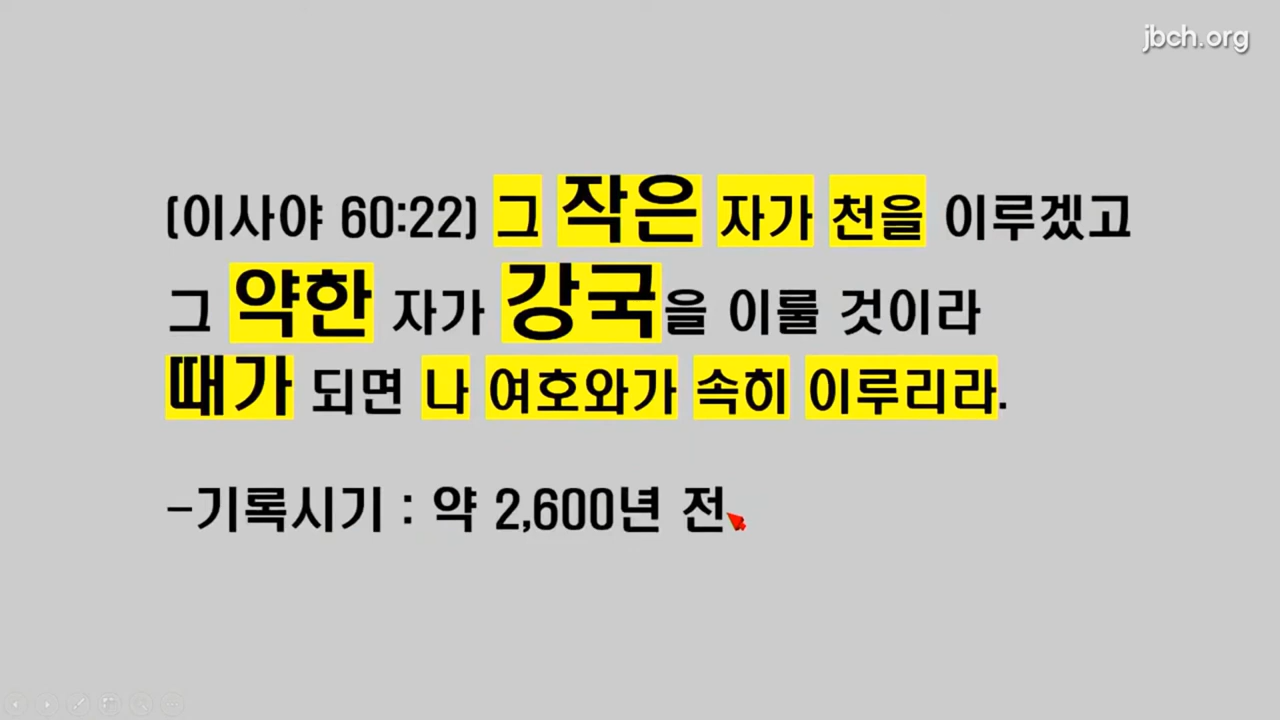 jbch.org
(이사야 60:22) 그 작은 자가 천을 이루겠고
그 약한 자가 강국을 이룰 것이라
때가 되면 나 여호와가 속히 이루리라.
-기록시기 : 약 2,600년 전